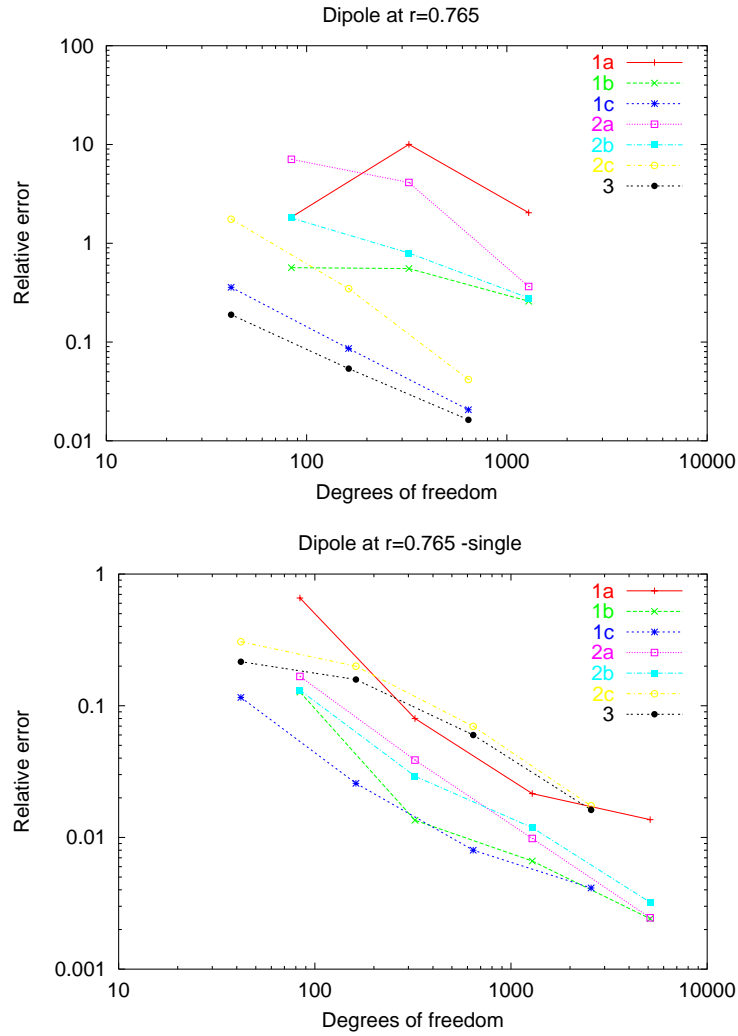 Dipole at r=0.765
100
10
1
0.1
0.01
10
100
1000
10000
Relative error
Degrees of freedom
1a
1b
1c
2a
2b
2c
3
Dipole at r=0.765 -single
1
0.1
0.01
0.001
10
100
1000
10000
Relative error
Degrees of freedom
1a
1b
1c
2a
2b
2c
3